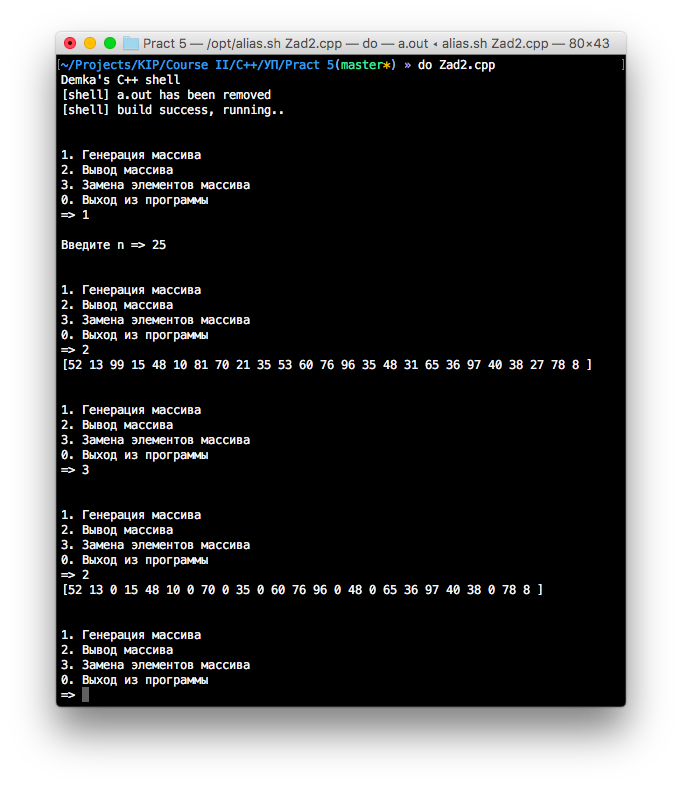 Pract 5 — /opt/alias.sh Zad2.cpp — do — a.out ◂ alias.sh Zad2.cpp — 80×43
[~/Projects/KIP/Course II/C++/УП/Pract 5(master*) » do Zad2.cpp ]
Demka's C++ shell
[shell] a.out has been removed
[shell] build success, running..
1. Генерация массива
2. Вывод массива
3. Замена элементов массива
0. Выход из программы
=> 1
Введите n => 25
1. Генерация массива
2. Вывод массива
3. Замена элементов массива
0. Выход из программы
=> 2
[52 13 99 15 48 10 81 70 21 35 53 60 76 96 35 48 31 65 36 97 40 38 27 78 8 ]
1. Генерация массива
2. Вывод массива
3. Замена элементов массива
0. Выход из программы
=> 3
1. Генерация массива
2. Вывод массива
3. Замена элементов массива
0. Выход из программы
=> 2
[52 13 0 15 48 10 0 70 0 35 0 60 76 96 0 48 0 65 36 97 40 38 0 78 8 ]
1. Генерация массива
2. Вывод массива
3. Замена элементов массива
0. Выход из программы
=>